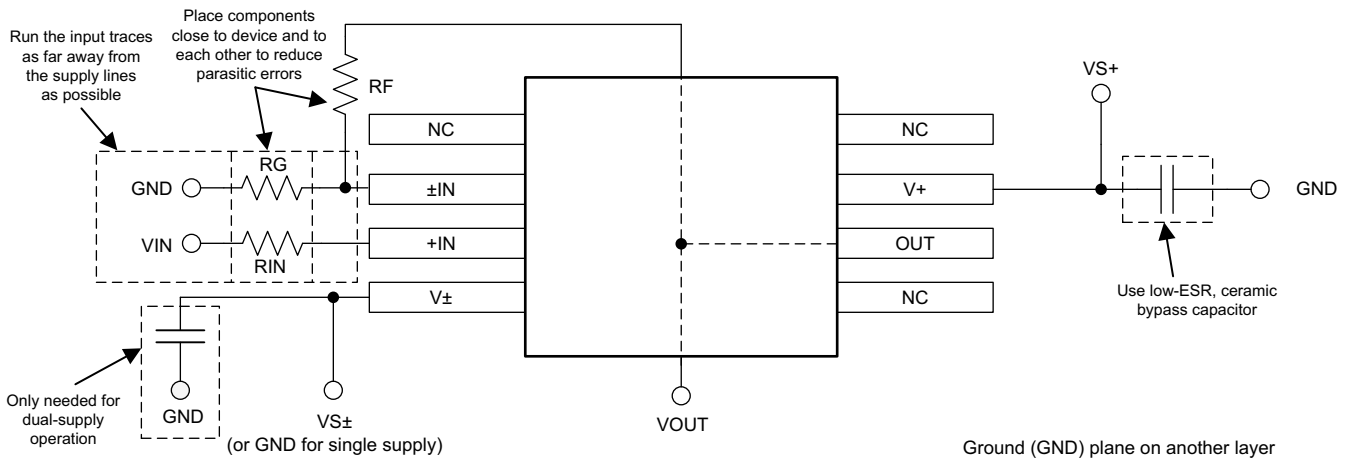 Place components
close to device and to
each other to reduce
parasitic errors
Run the input traces
as far away from
the supply lines
as possible
RF
VS+
NC
NC
RG
GND
±IN
V+
GND
VIN
+IN
OUT
RIN
V±
NC
Use low-ESR, ceramic
bypass capacitor
Only needed for
dual-supply
operation
GND
VS±
(or GND for single supply)
VOUT
Ground (GND) plane on another layer